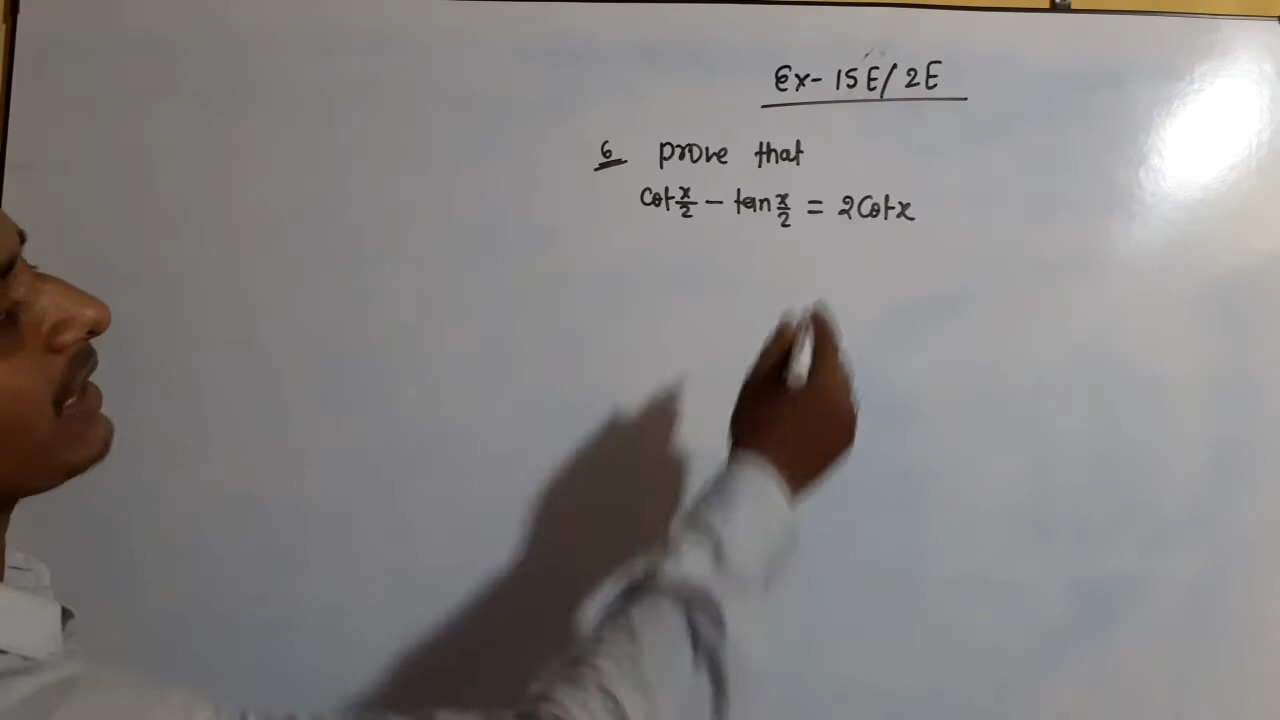 Ex- 15E/2E
6 prove that
cot x/2 - tan x/2 = 2cot x